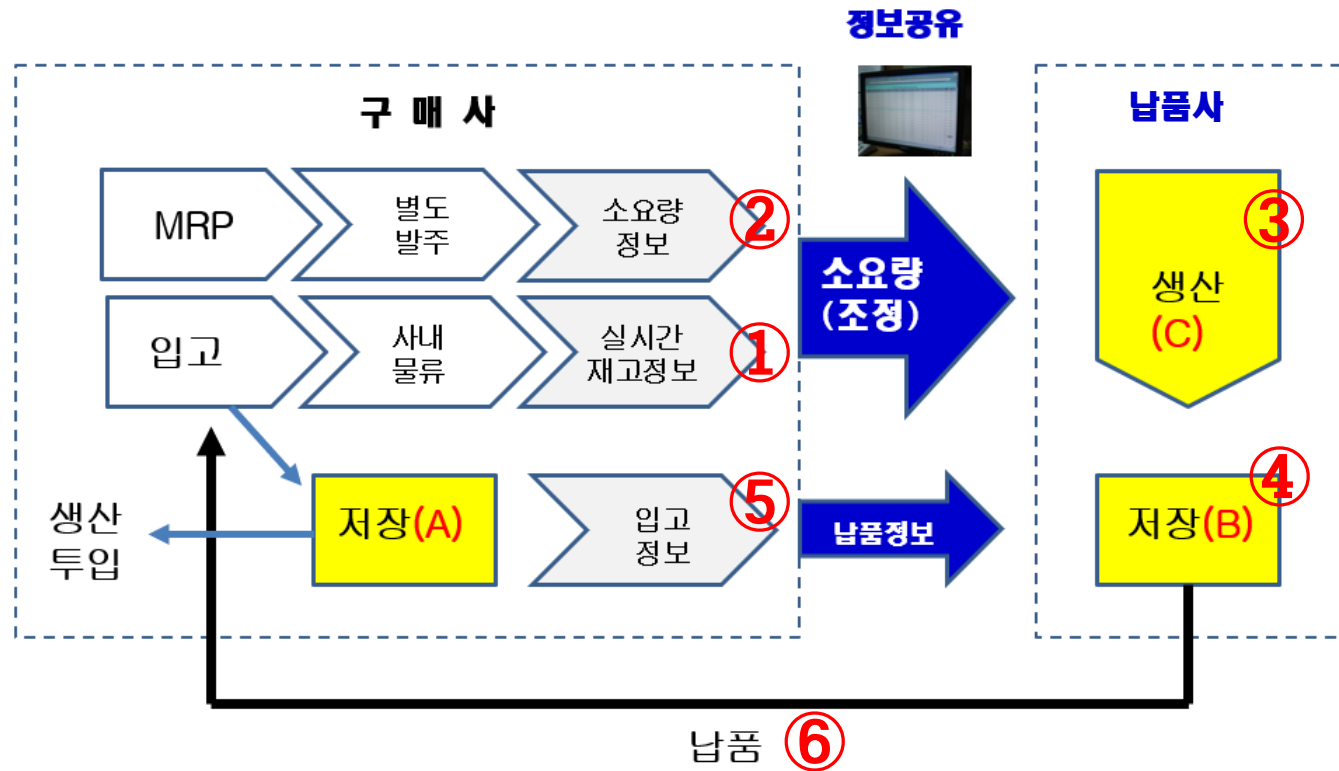 정보공유
구 매 사
납품사
MRP
별도
발주
소요량
정보
②
소요량
(조정)
③
생산
(C)
입고
사내
물류
실시간
재고정보
①
생산
투입
저장(A)
입고
정보
⑤
납품정보
저장(B)
④
납품
⑥